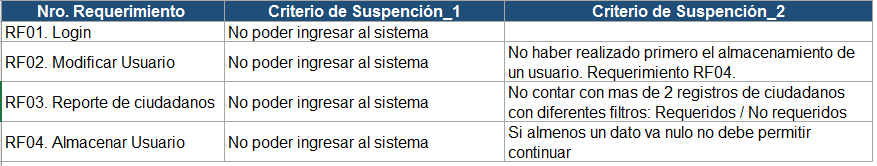 Nro. Requerimiento Criterio de Suspención_1 Criterio de Suspención_2
RF01. Login No poder ingresar al sistema
RF02. Modificar Usuario No poder ingresar al sistema No haber realizado primero el almacenamiento de
un usuario. Requerimiento RF04.
RF03. Reporte de ciudadanos No poder ingresar al sistema No contar con mas de 2 registros de ciudadanos
con diferentes filtros: Requeridos / No requeridos
RF04. Almacenar Usuario No poder ingresar al sistema Si almenos un dato va nulo no debe permitir
continuar